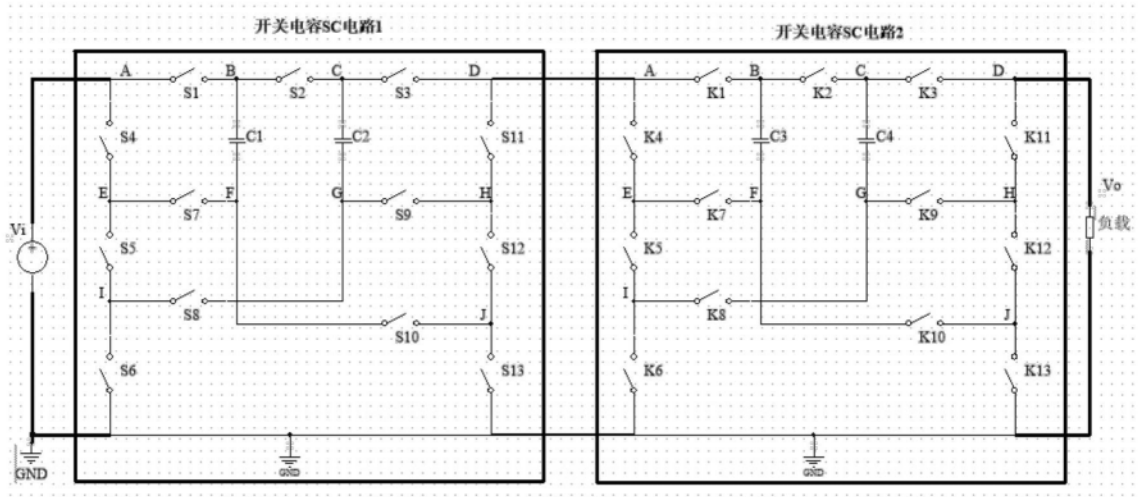 开关电容SC电路1
开关电容SC电路2
A B C D A B C D
S1 S2 S3 K1 K2 K3
S4 C1 C2 S11 K4 C3 C4 K11
E F G H E F G H
Vo
S7 S9 K7 K9
负载
Vi
S5 S12 K5 K12
I I
S8 J K8 J
S10 K10
S6 S13 K6 K13
GND GND GND